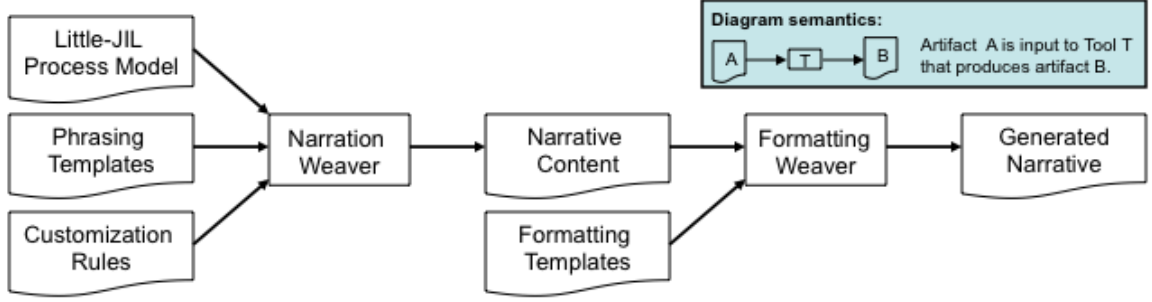 Diagram semantics:
A
T
B
Artifact A is input to Tool T
that produces artifact B.
Little-JIL
Process Model
Phrasing
Templates
Customization
Rules
Narration
Weaver
Narrative
Content
Formatting
Templates
Formatting
Weaver
Generated
Narrative